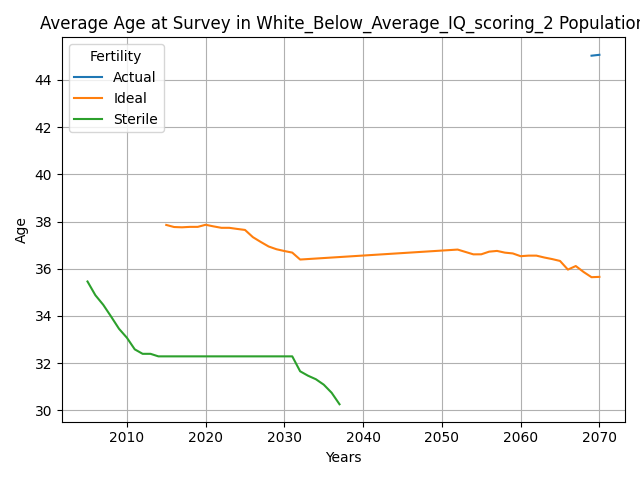 Average Age at Survey in White_Below_Average_IQ_scoring_2 Population
Fertility
Actual
Ideal
Sterile
Age
44
42
40
38
36
34
32
30
2010
2020
2030
2040
2050
2060
2070
Years